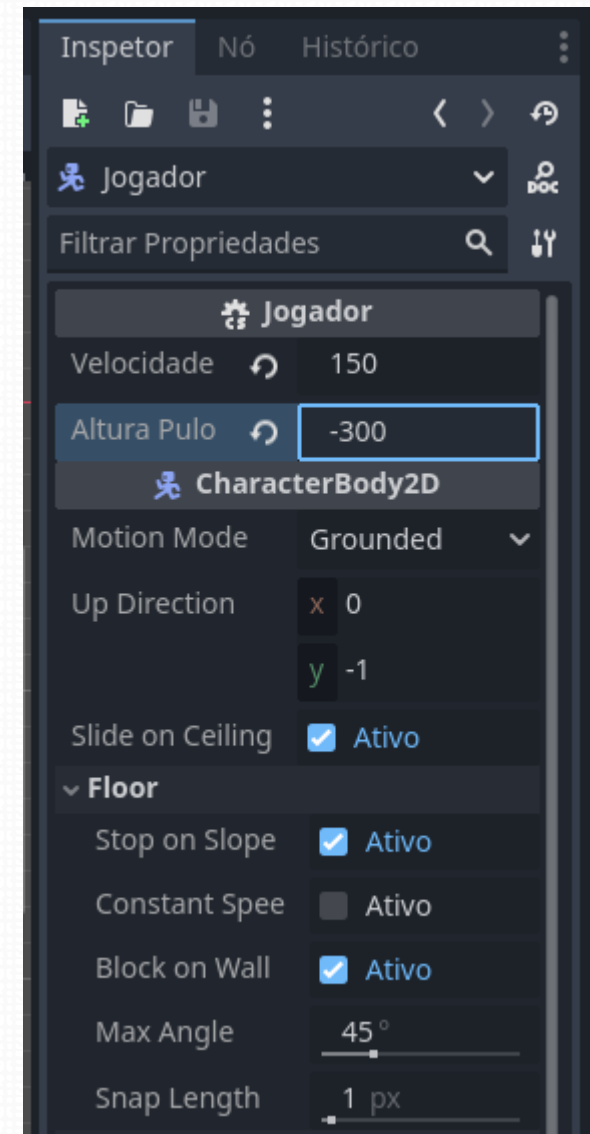 Inspetor Nó Histórico
Jogador
DOC
Filtrar Propriedades
CS Jogador
Velocidade 150
Altura Pulo -300
CharacterBody2D
Motion Mode Grounded
Up Direction x 0
y -1
Slide on Ceiling Ativo
Floor
Stop on Slope Ativo
Constant Spee Ativo
Block on Wall Ativo
Max Angle 45 °
Snap Length 1 px